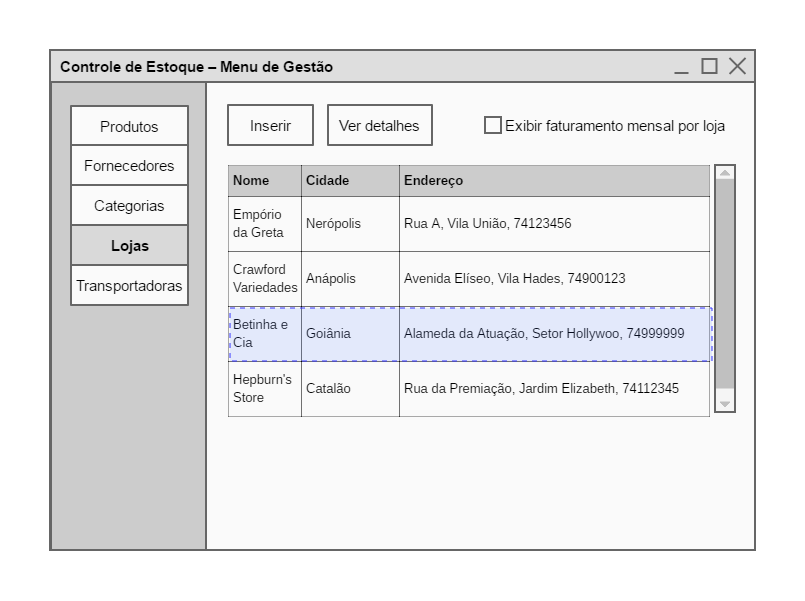 Controle de Estoque – Menu de Gestão
Produtos
Fornecedores
Categorias
Lojas
Transportadoras
Inserir
Ver detalhes
Exibir faturamento mensal por loja
Nome
Cidade
Endereço
Empório
da Greta
Nerópolis
Rua A, Vila União, 74123456
Crawford
Variedades
Anápolis
Avenida Elíseo, Vila Hades, 74900123
Betinha e
Cia
Goiânia
Alameda da Atuação, Setor Hollywoo, 74999999
Hepburn's
Store
Catalão
Rua da Premiação, Jardim Elizabeth, 74112345